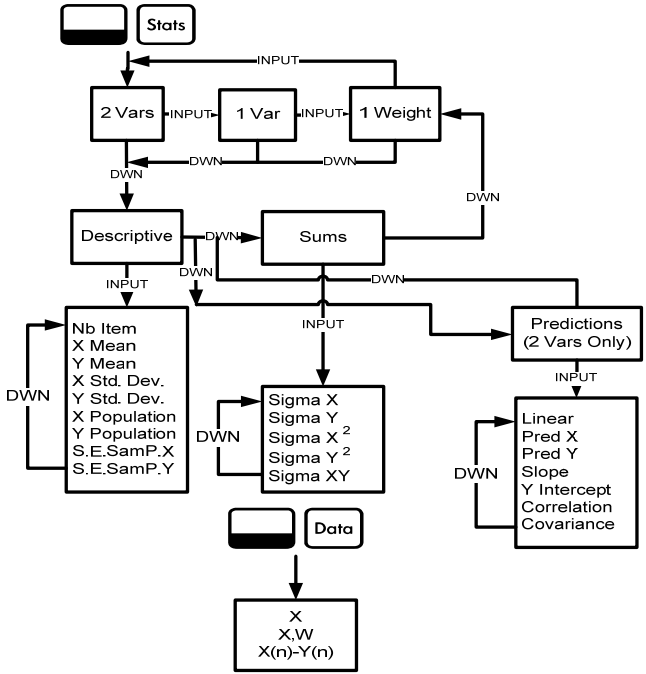 Stats
INPUT
2 Vars
INPUT
1 Var
INPUT
1 Weight
DWN
DWN
DWN
DWN
Descriptive
DWN
Sums
DWN
DWN
INPUT
INPUT
Predictions
(2 Vars Only)
INPUT
DWN
Nb Item
X Mean
Y Mean
X Std. Dev.
Y Std. Dev.
X Population
Y Population
S.E.SamP.X
S.E.SamP.Y
DWN
Sigma X
Sigma Y
Sigma X²
Sigma Y²
Sigma XY
DWN
Linear
Pred X
Pred Y
Slope
Y Intercept
Correlation
Covariance
Data
X
X,W
X(n)-Y(n)